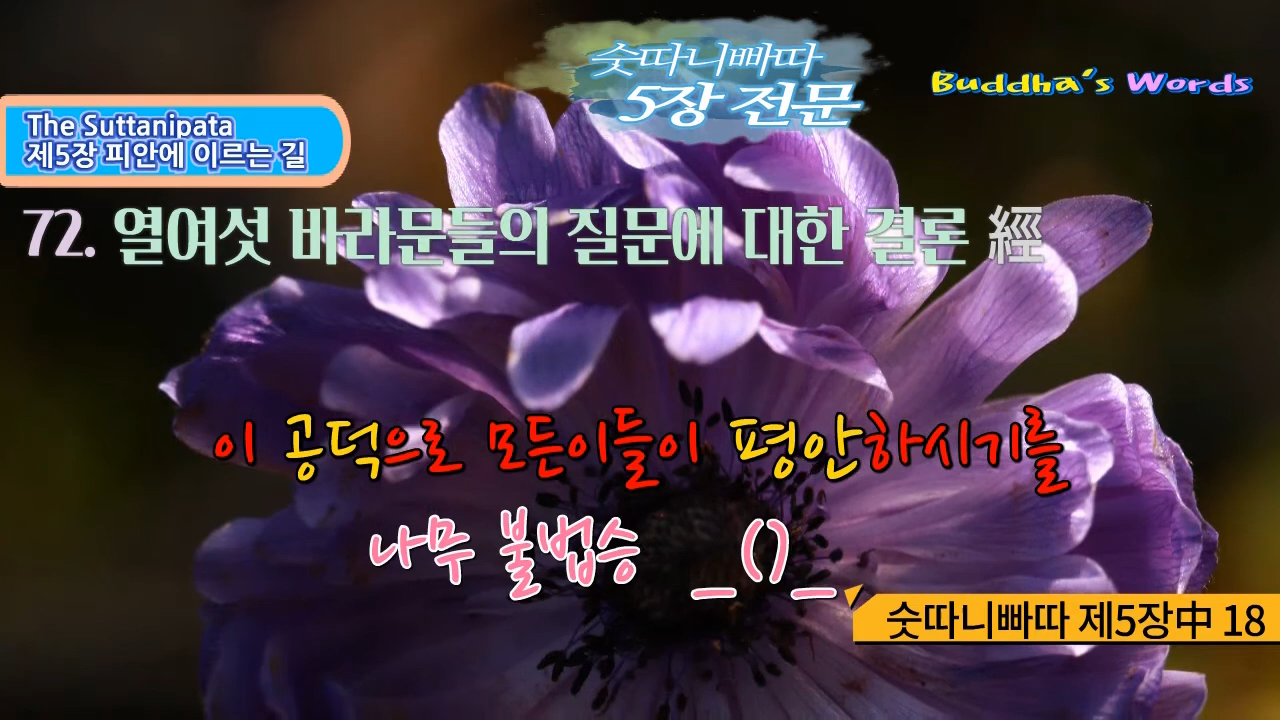 숫따니빠따
5장 전문
Buddha's Words
The Suttanipata
제5장 피안에 이르는 길
72. 열여섯 바라문들의 질문에 대한 결론 經
이 공덕으로 모든이들이 평안하시기를
나무 불법승 _()_
숫따니빠따 제5장中 18